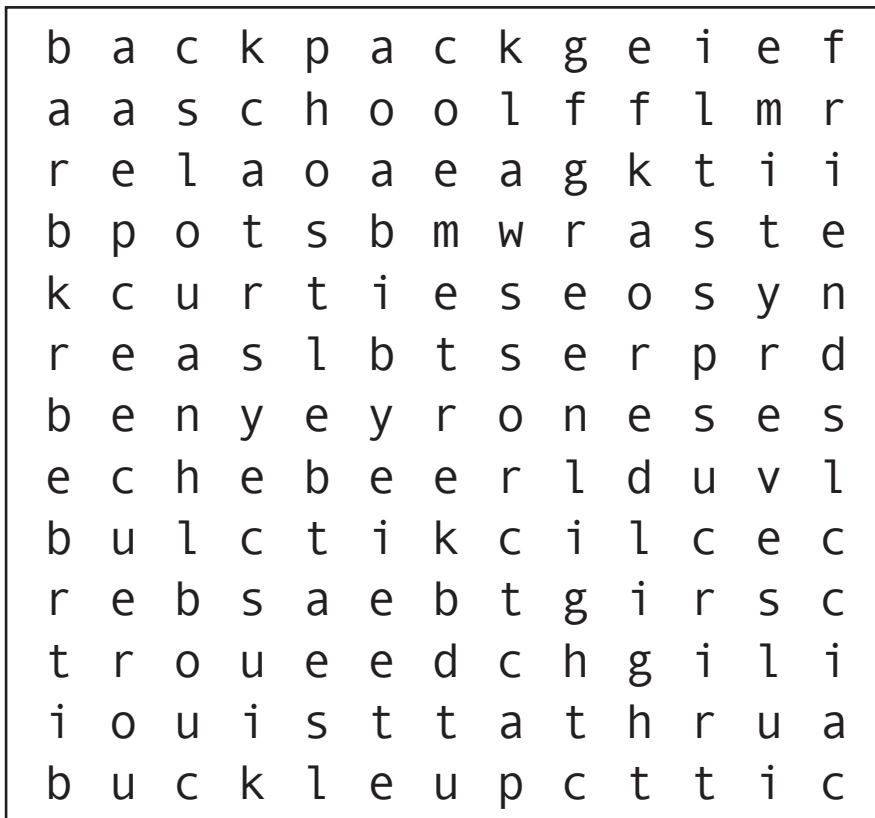 b a c k p a c k g e i e f
a a s c h o o l f f l m r
r e l a o a e a g k t i i
b p o t s b m w r a s t e
k c u r t i e s e o s y n
r e a s l b t s e r p r d
b e n y e y r o n e s e s
e c h e b e e r l d u v l
b u l c t i k c i l c e c
r e b s a e b t g i r s c
t r o u e e d c h g i l i
i o u i s t t a t h r u a
b u c k l e u p c t t i c